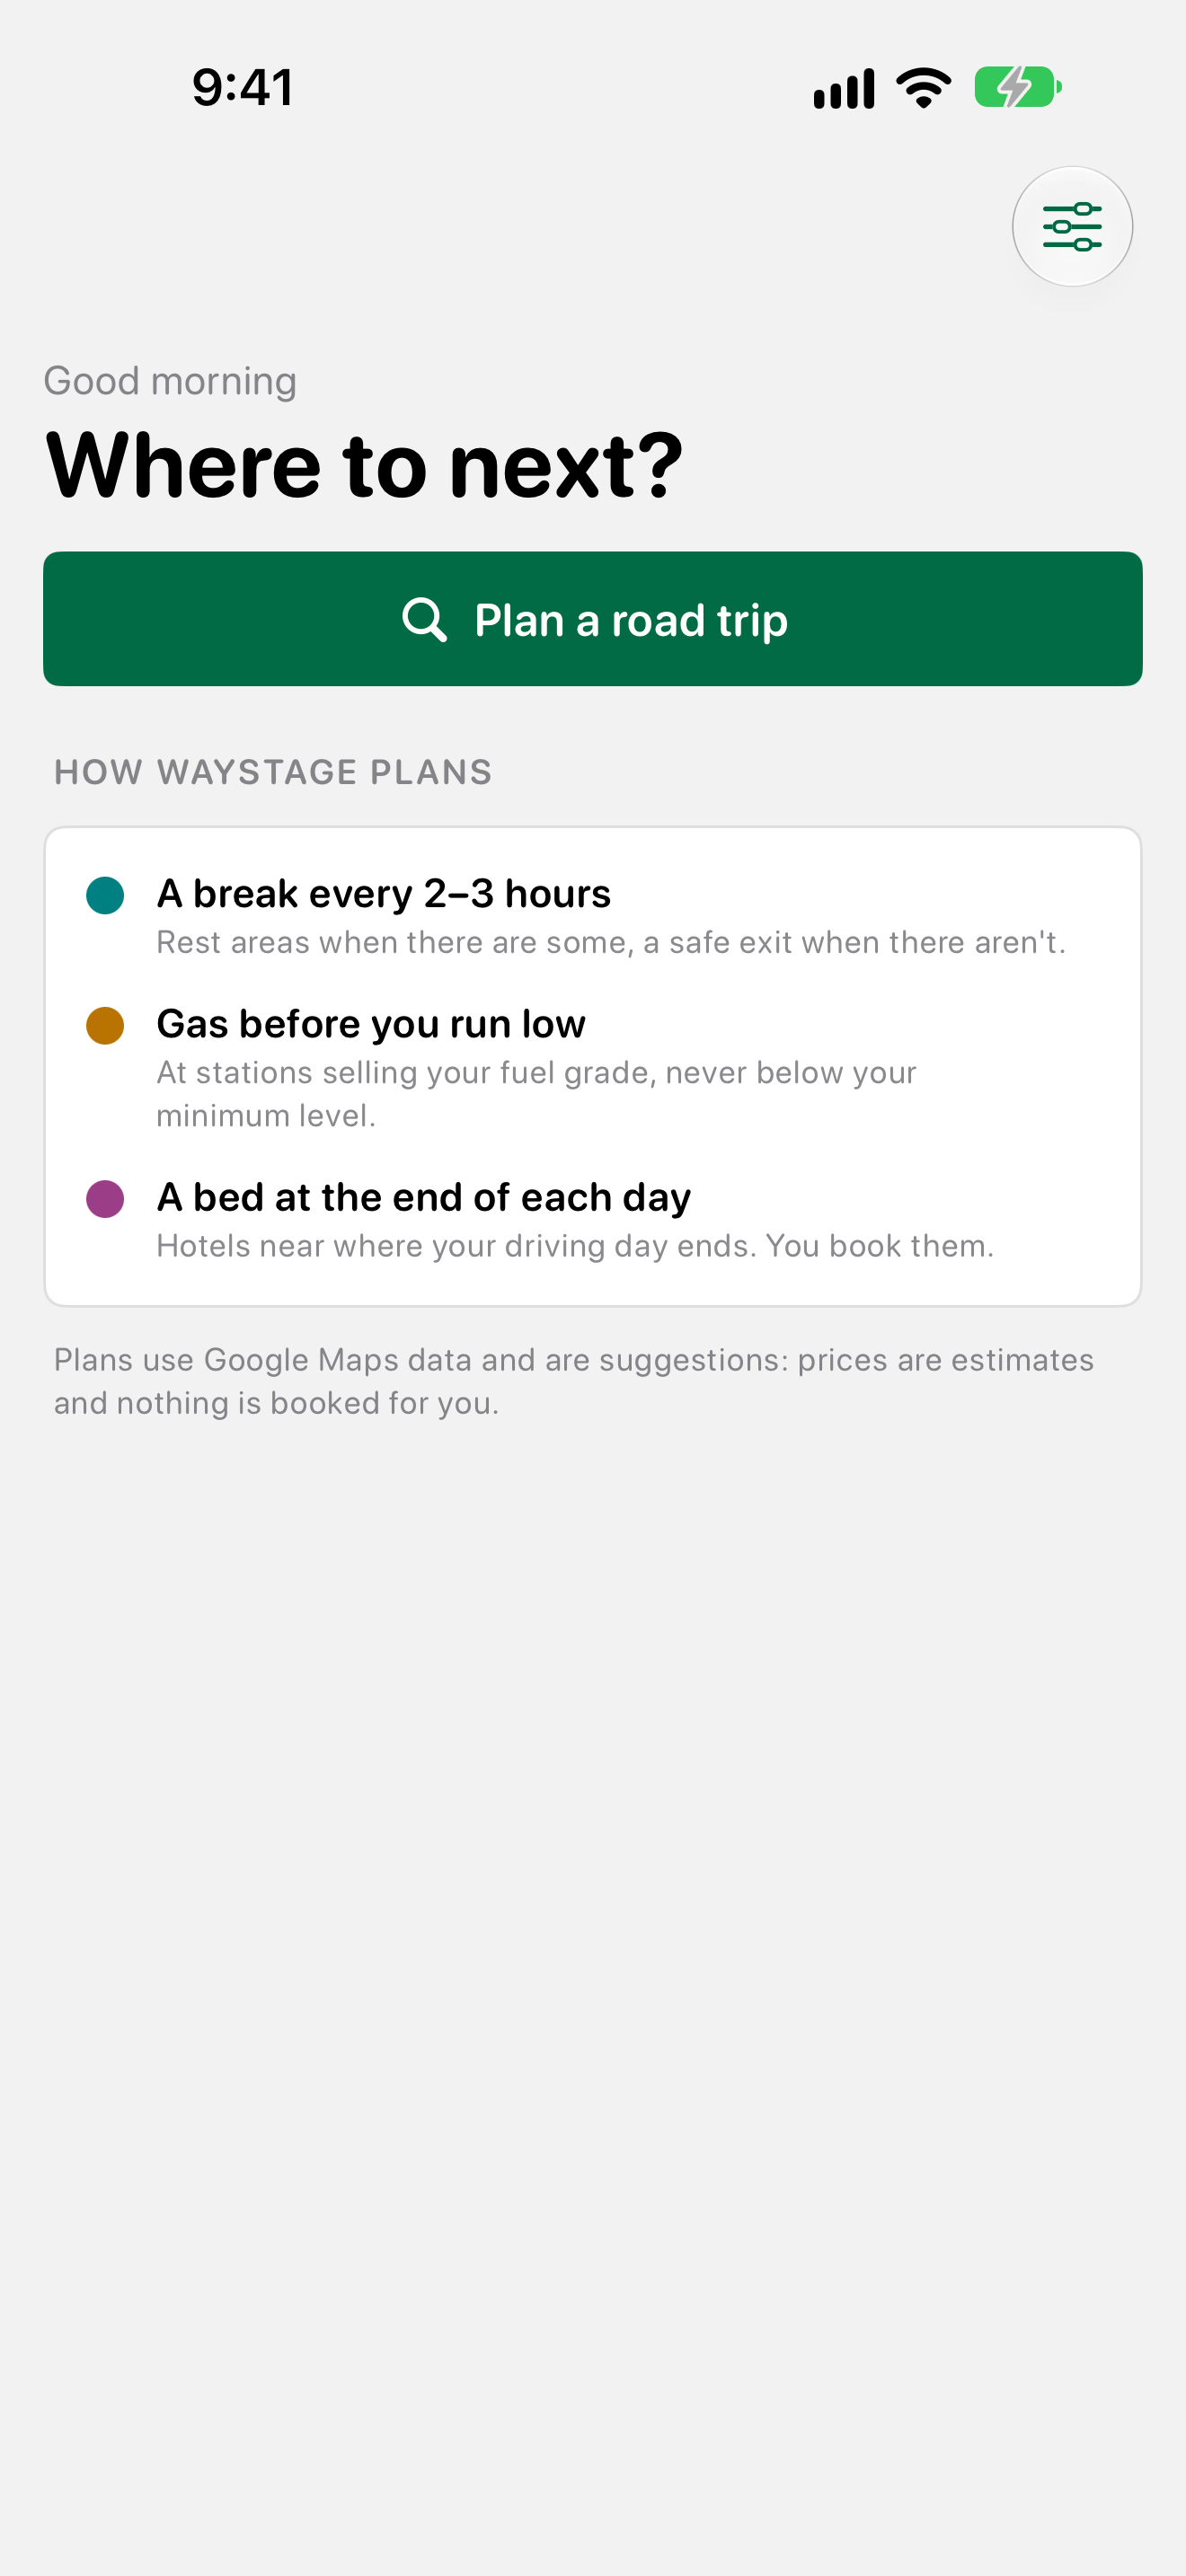 9:41
Good morning
Where to next?
Plan a road trip
HOW WAYSTAGE PLANS
A break every 2–3 hours
Rest areas when there are some, a safe exit when there aren't.
Gas before you run low
At stations selling your fuel grade, never below your
minimum level.
A bed at the end of each day
Hotels near where your driving day ends. You book them.
Plans use Google Maps data and are suggestions: prices are estimates
and nothing is booked for you.